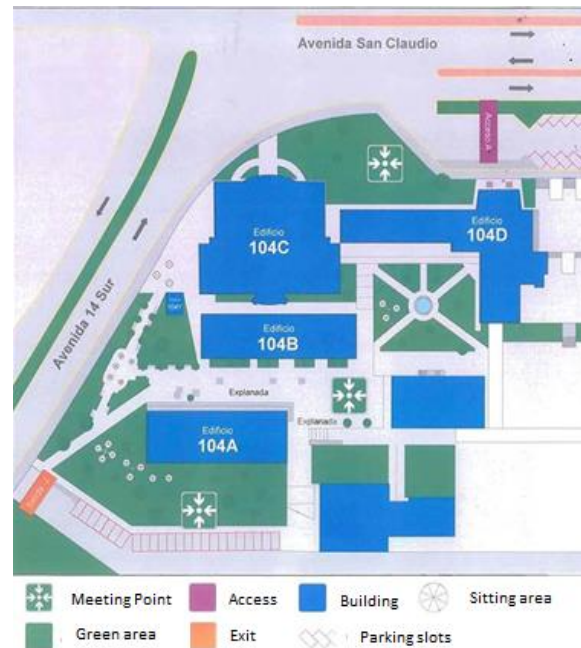 Avenida San Claudio
Acceso A
Edificio
104C
Edificio
104D
Avenida 14 Sur
Edificio
104B
Explanada
Explanada
Edificio
104A
Meeting Point
Access
Building
Sitting area
Green area
Exit
Parking slots